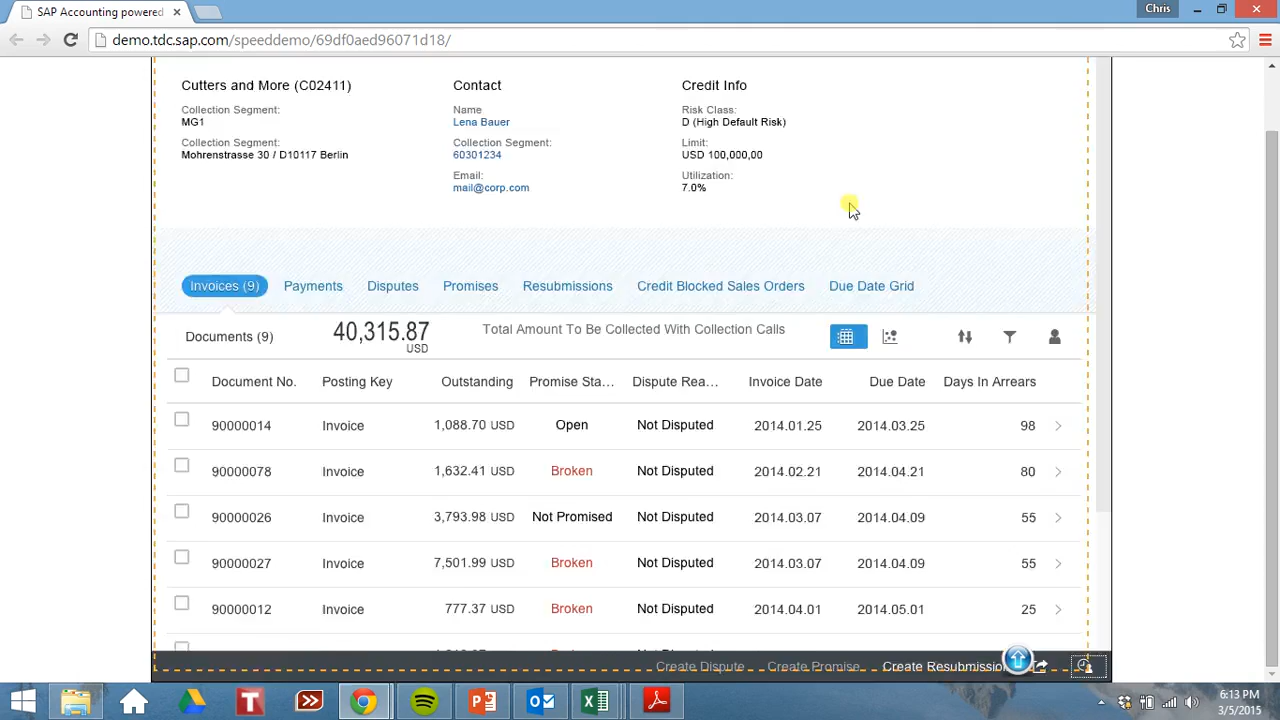 SAP Accounting powered
Chris
demo.tdc.sap.com/speeddemo/69df0aed96071d18/
Cutters and More (C02411)
Contact
Credit Info
Collection Segment:
Name
Risk Class:
MG1
Lena Bauer
D (High Default Risk)
Collection Segment:
Collection Segment:
Limit:
Mohrenstrasse 30 / D10117 Berlin
60301234
USD 100,000,00
Email:
Utilization:
mail@corp.com
7.0%
Invoices (9) Payments Disputes Promises Resubmissions Credit Blocked Sales Orders Due Date Grid
Documents (9) 40,315.87 Total Amount To Be Collected With Collection Calls
USD
Document No. Posting Key Outstanding Promise Sta... Dispute Rea... Invoice Date Due Date Days In Arrears
90000014 Invoice 1,088.70 USD Open Not Disputed 2014.01.25 2014.03.25 98
90000078 Invoice 1,632.41 USD Broken Not Disputed 2014.02.21 2014.04.21 80
90000026 Invoice 3,793.98 USD Not Promised Not Disputed 2014.03.07 2014.04.09 55
90000027 Invoice 7,501.99 USD Broken Not Disputed 2014.03.07 2014.04.09 55
90000012 Invoice 777.37 USD Broken Not Disputed 2014.04.01 2014.05.01 25
Create Dispute Create Promise Create Resubmission
6:13 PM
3/5/2015